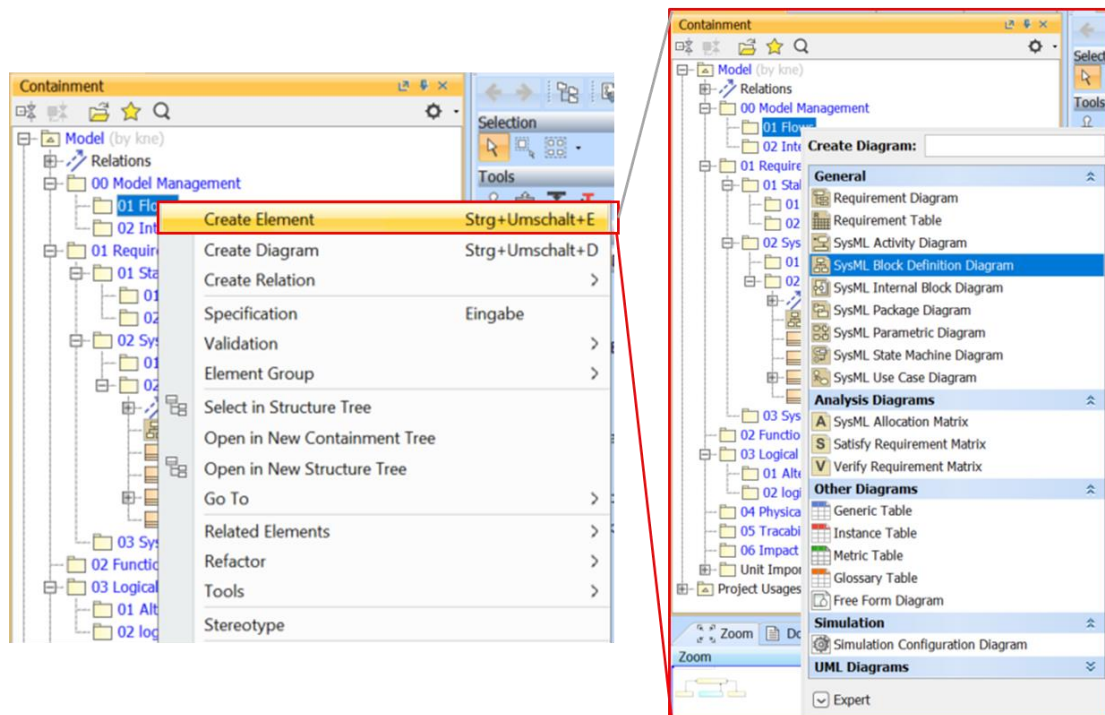 Containment
Model (by kne)
Relations
00 Model Management
01 Flo
02 Int
01 Requir
01 Sta
01
02
02 Sys
01
02
03 Sys
02 Functio
03 Logical
01 Alt
02 log
Selection
Tools
Create Element Strg+Umschalt+E
Create Diagram Strg+Umschalt+D
Create Relation
Specification Eingabe
Validation
Element Group
Select in Structure Tree
Open in New Containment Tree
Open in New Structure Tree
Go To
Related Elements
Refactor
Tools
Stereotype
Containment
Model (by kne)
Relations
00 Model Management
01 Flows
02 Inte
01 Require
01 Sta
01
02
02 Sys
01
02
03 Sys
02 Functio
03 Logical
01 Alte
02 logi
04 Physica
05 Tracabi
06 Impact
Unit Impor
Project Usages
Zoom Do
Zoom
Select
Tools
Create Diagram:
General
Requirement Diagram
Requirement Table
SysML Activity Diagram
SysML Block Definition Diagram
SysML Internal Block Diagram
SysML Package Diagram
SysML Parametric Diagram
SysML State Machine Diagram
SysML Use Case Diagram
Analysis Diagrams
A SysML Allocation Matrix
S Satisfy Requirement Matrix
V Verify Requirement Matrix
Other Diagrams
Generic Table
Instance Table
Metric Table
Glossary Table
Free Form Diagram
Simulation
Simulation Configuration Diagram
UML Diagrams
Expert